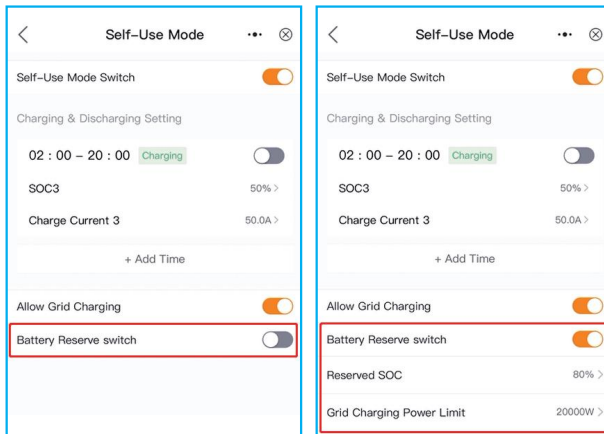 Self-Use Mode
Self-Use Mode Switch
Charging & Discharging Setting
02 : 00 - 20 : 00 Charging
SOC3 50%
Charge Current 3 50.0A
+ Add Time
Allow Grid Charging
Battery Reserve switch
Self-Use Mode
Self-Use Mode Switch
Charging & Discharging Setting
02 : 00 - 20 : 00 Charging
SOC3 50%
Charge Current 3 50.0A
+ Add Time
Allow Grid Charging
Battery Reserve switch
Reserved SOC 80%
Grid Charging Power Limit 20000W